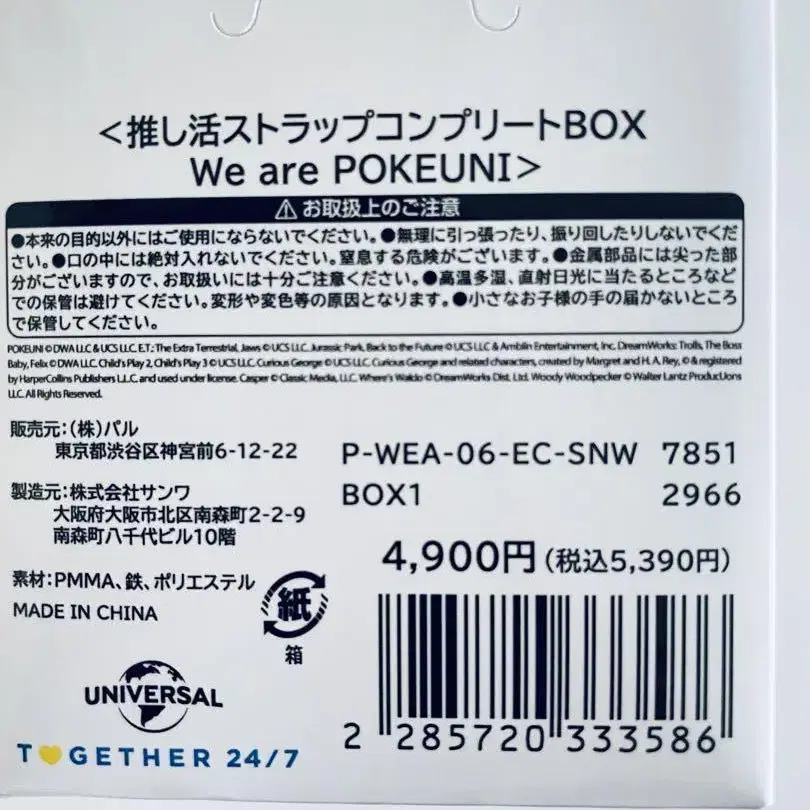 <推し活ストラップコンプリートBOX
We are POKEUNI>
⚠お取扱上のご注意
●本来の目的以外にはご使用にならないでください。●無理に引っ張ったり、振り回したりしないでくだ
さい。●口の中には絶対入れないでください。窒息する危険がございます。●金属部品には尖った部
分がございますので、お取扱いには十分ご注意ください。●高温多湿、直射日光に当たるところなど
での保管は避けてください。変形や変色等の原因となります。●小さなお子様の手の届かないところ
で保管してください。
POKEUNI © DWA LLC & UCS LLC. E.T.: The Extra Terrestrial, Jaws © UCS LLC. Jurassic Park, Back to the Future © UCS LLC & Amblin Entertainment, Inc. DreamWorks: Trolls, The Boss
Baby, Felix © DWA LLC. Child's Play 2, Child's Play 3 © UCS LLC. Curious George © UCS LLC. Curious George and related characters, created by Margret and H. A. Rey, © & registered
by HarperCollins Publishers L.L.C. and used under license. Casper © Classic Media, LLC. Where's Waldo © DreamWorks Dist. Ltd. Woody Woodpecker © Walter Lantz Productions
LLC. All Rights Reserved.
販売元:(株)パル
東京都渋谷区神宮前6-12-22
P-WEA-06-EC-SNW 7851
製造元:株式会社サンワ
BOX1 2966
大阪府大阪市北区南森町2-2-9
南森町八千代ビル10階
4,900円(税込5,390円)
素材:PMMA、鉄、ポリエステル
MADE IN CHINA
紙
箱
UNIVERSAL
TOGETHER 24/7
2 285720 333586